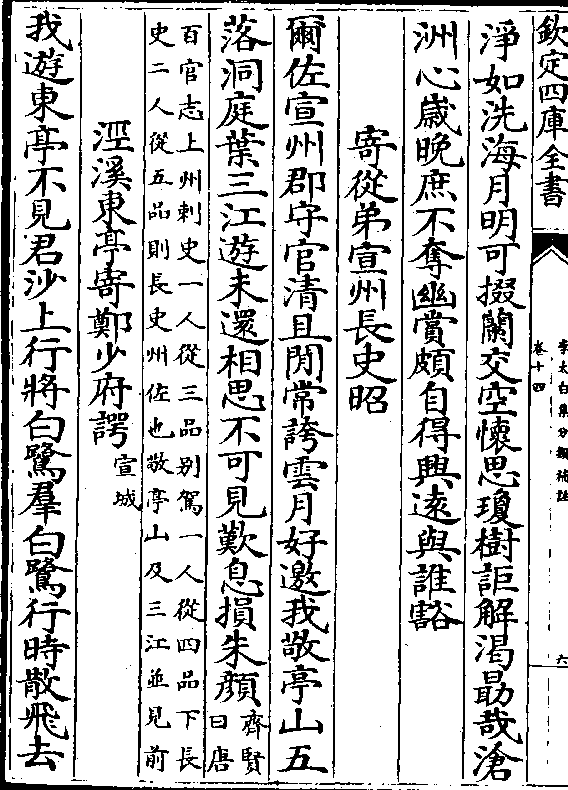 欽定四庫全書
李太白集分類補註
卷十四
六
淨如洗海月明可掇蘭交空懷思瓊樹詎解渴勗哉滄
洲心歲晚庶不奪幽賞頗自得興遠與誰豁
寄從弟宣州長史昭
爾佐宣州郡守官清且閒常誇雲月好邀我敬亭山五
落洞庭葉三江遊未還相思不可見歎息損朱顔
齊賢
曰唐
百官志上州刺史一人從三品别駕一人從四品下長
史二人從五品則長史州佐也敬亭山及三江並見前
涇溪東亭寄鄭少府諤
宣城
我遊東亭不見君沙上行將白鷺羣白鷺行時散飛去